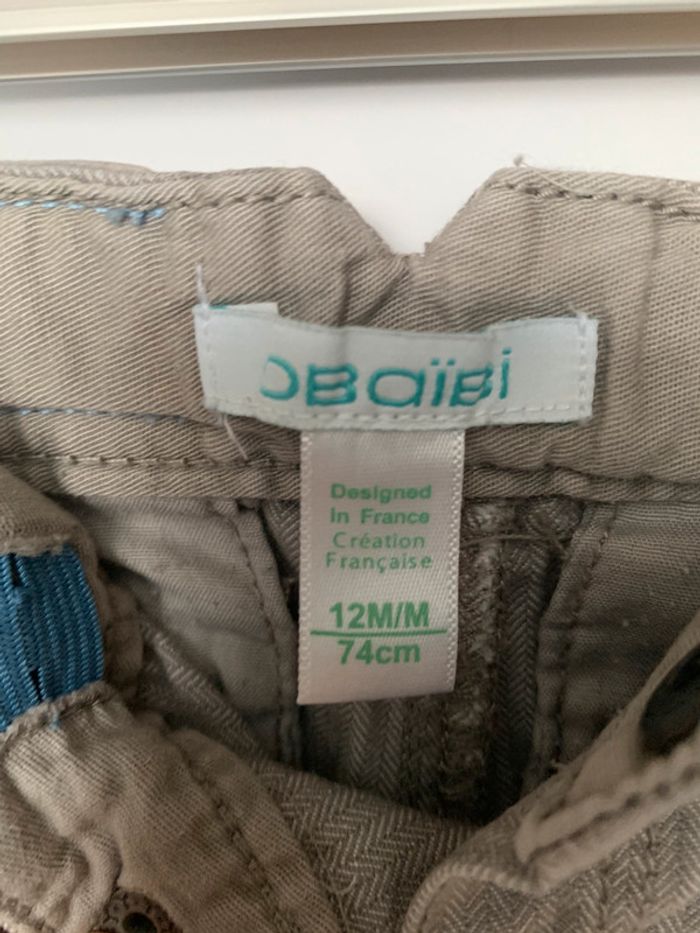 OBaïBi
Designed
in France
Création
Française
12M/M
74cm